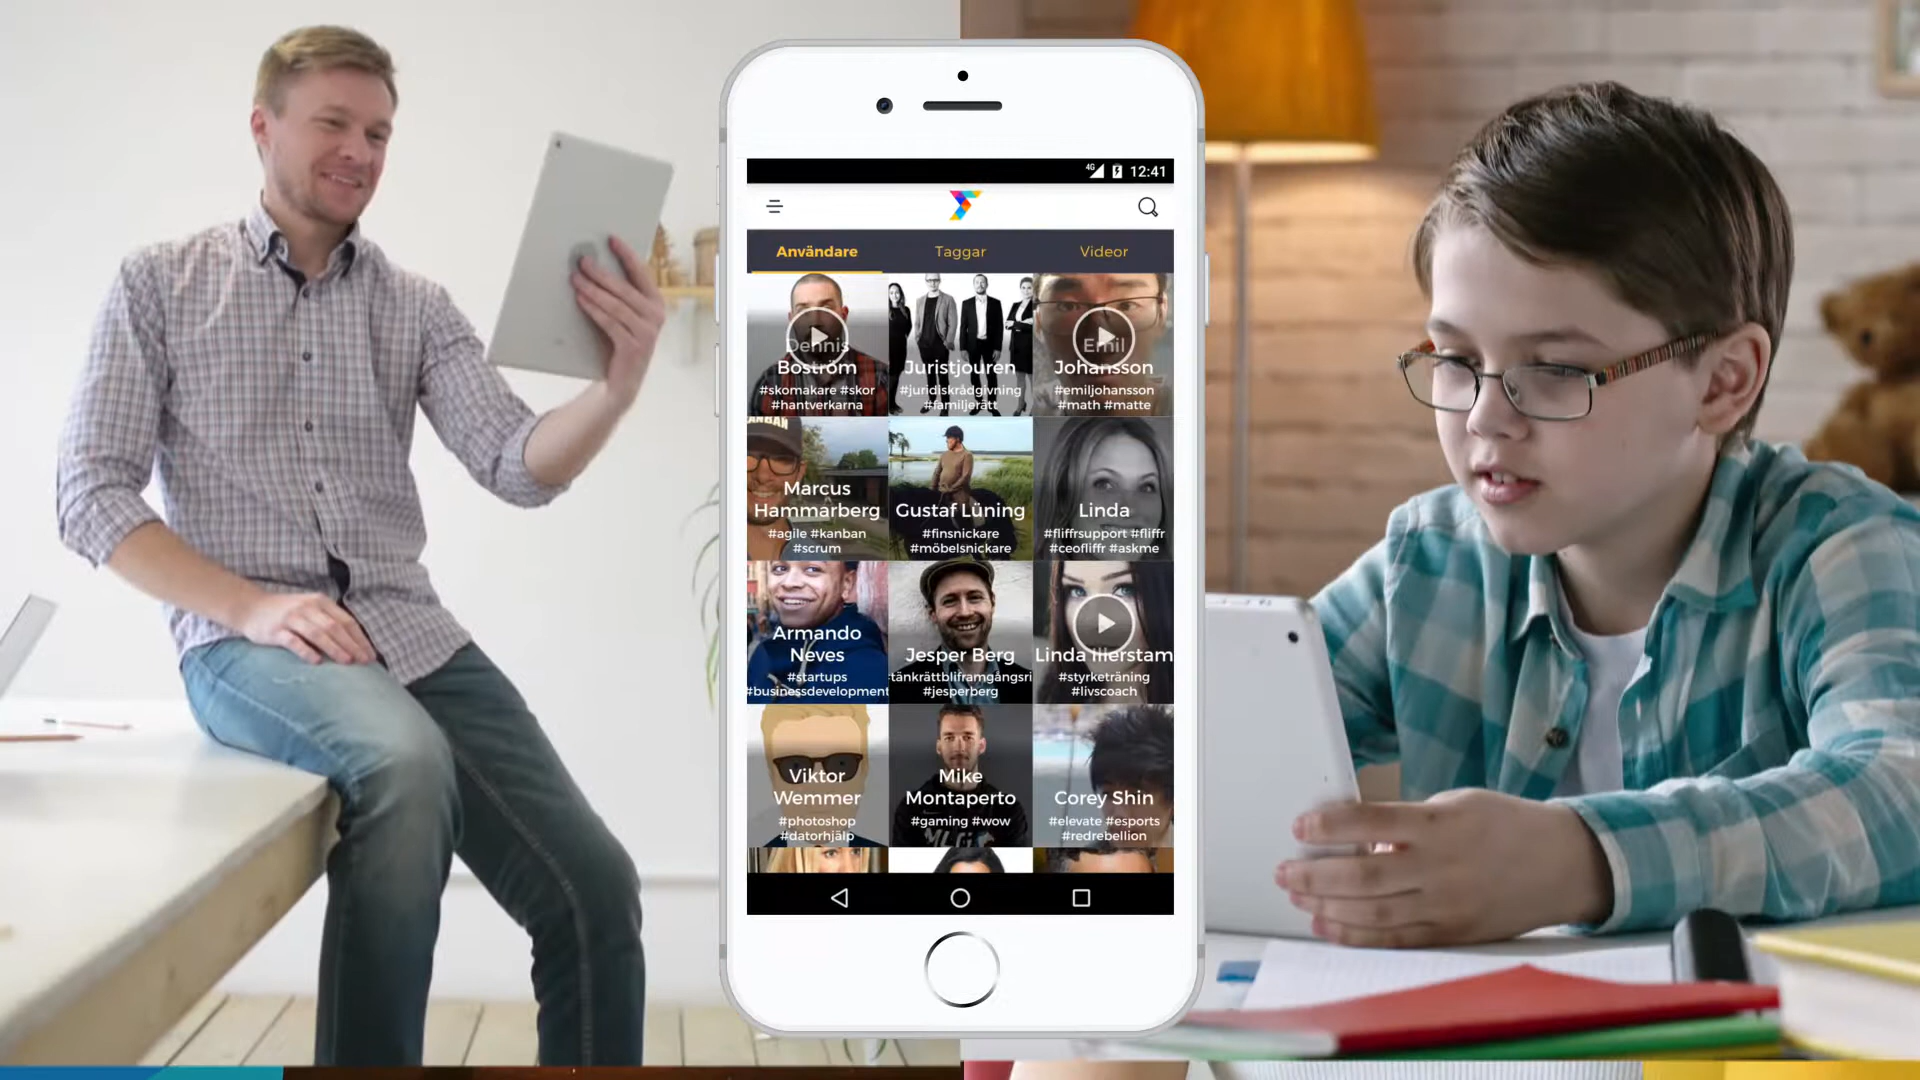 4G 12:41
Användare Taggar Videor
Dennis
Boström
#skomakare #skor
#hantverkarna
Juristjouren
#juridiskrådgivning
#familjerätt
Emil
Johansson
#emiljohansson
#math #matte
Marcus
Hammarberg
#agile #kanban
#scrum
Gustaf Lüning
#finsnickare
#möbelsnickare
Linda
#fliffrsupport #fliffr
#ceofliffr #askme
Armando
Neves
#startups
#businessdevelopment
Jesper Berg
#jesperberg
Linda
#styrketräning
#livscoach
Viktor
Wemmer
#photoshop
#datorhjälp
Mike
Montaperto
#gaming #wow
Corey Shin
#elevate #esports
#redrebellion